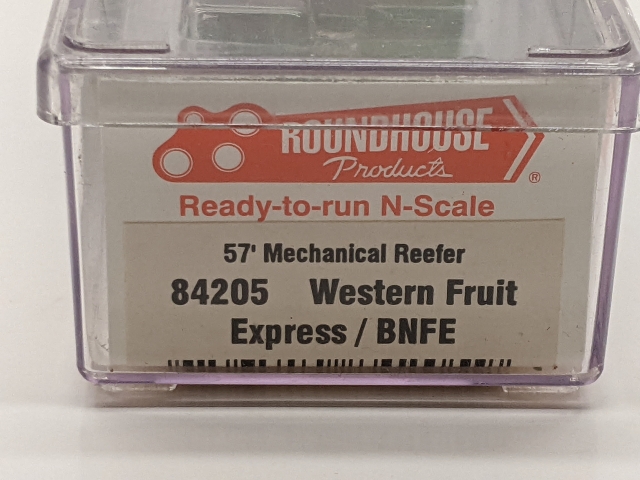 ROUNDHOUSE
Products
®
Ready-to-run N-Scale
57' Mechanical Reefer
84205 Western Fruit
Express / BNFE